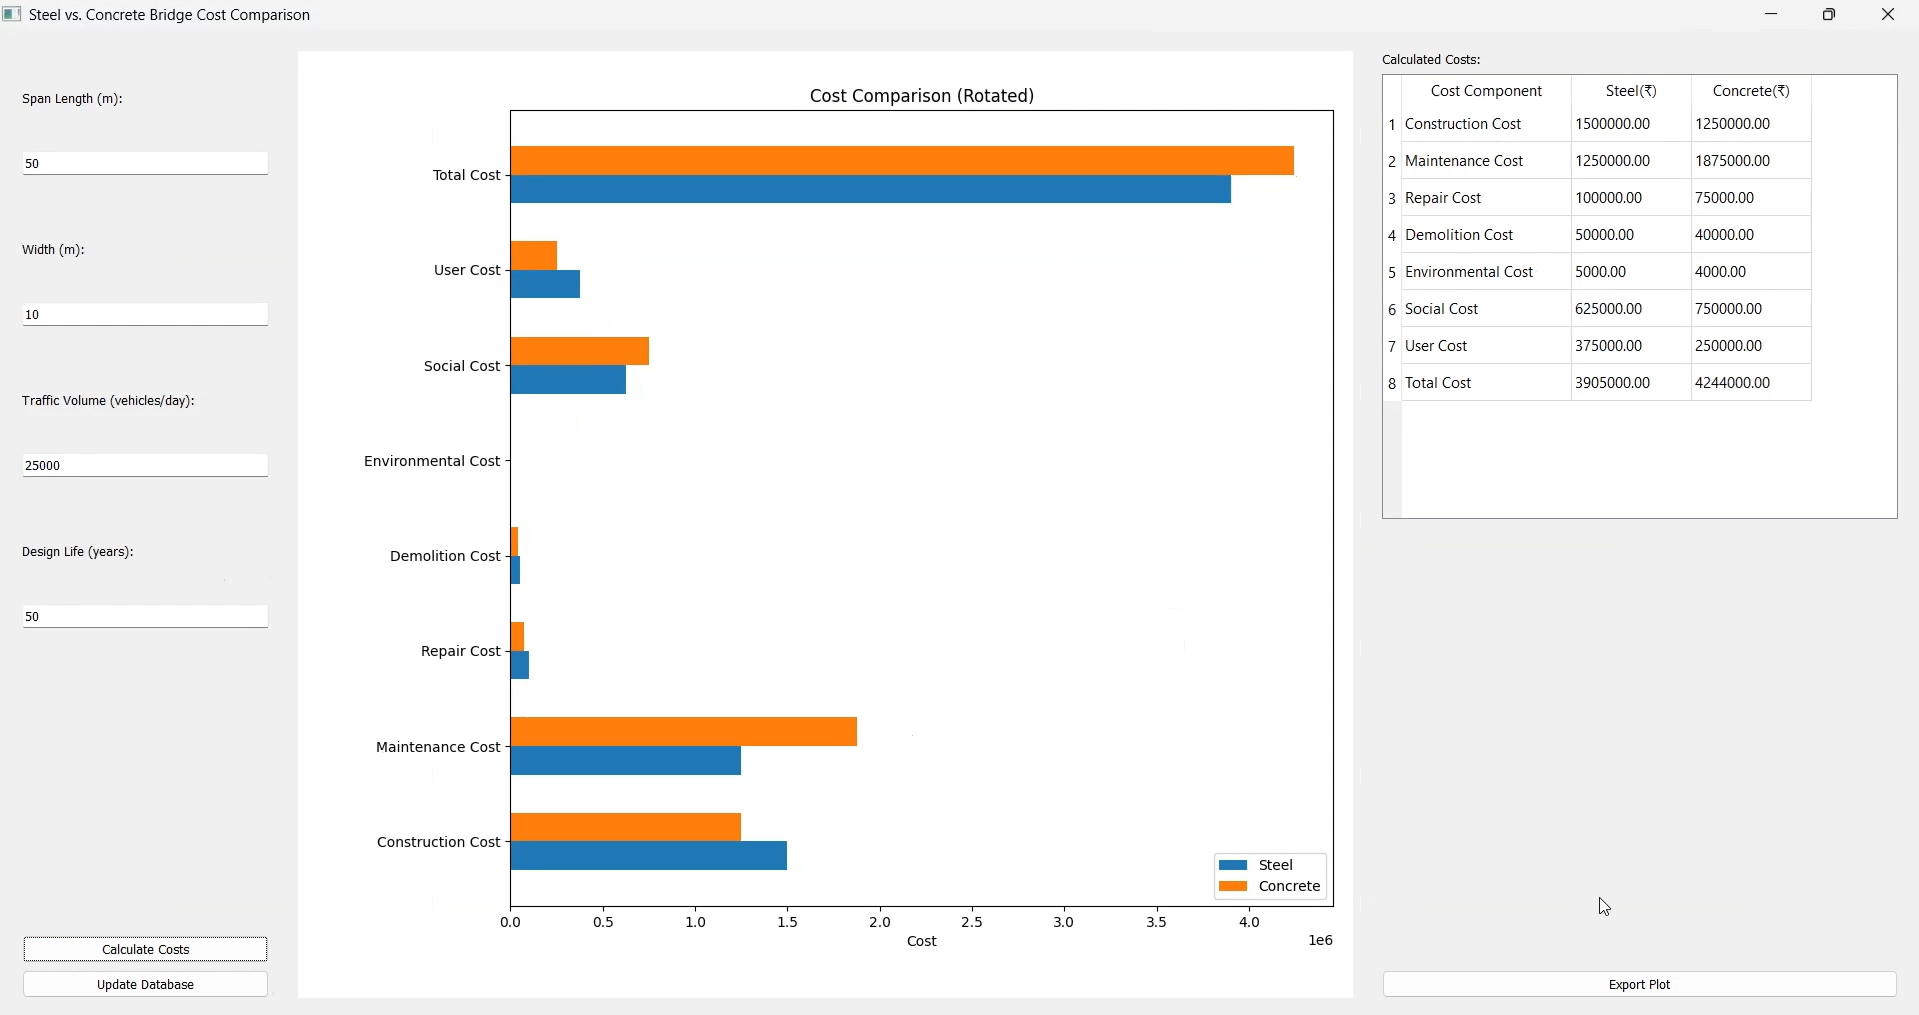 Steel vs. Concrete Bridge Cost Comparison
Span Length (m):
50
Width (m):
10
Traffic Volume (vehicles/day):
25000
Design Life (years):
50
Calculate Costs
Update Database
Cost Comparison (Rotated)
Total Cost
User Cost
Social Cost
Environmental Cost
Demolition Cost
Repair Cost
Maintenance Cost
Construction Cost
Steel
Concrete
0.0 0.5 1.0 1.5 2.0 2.5 3.0 3.5 4.0
Cost
1e6
Calculated Costs:
Cost Component Steel(₹) Concrete(₹)
1 Construction Cost 1500000.00 1250000.00
2 Maintenance Cost 1250000.00 1875000.00
3 Repair Cost 100000.00 75000.00
4 Demolition Cost 50000.00 40000.00
5 Environmental Cost 5000.00 4000.00
6 Social Cost 625000.00 750000.00
7 User Cost 375000.00 250000.00
8 Total Cost 3905000.00 4244000.00
Export Plot